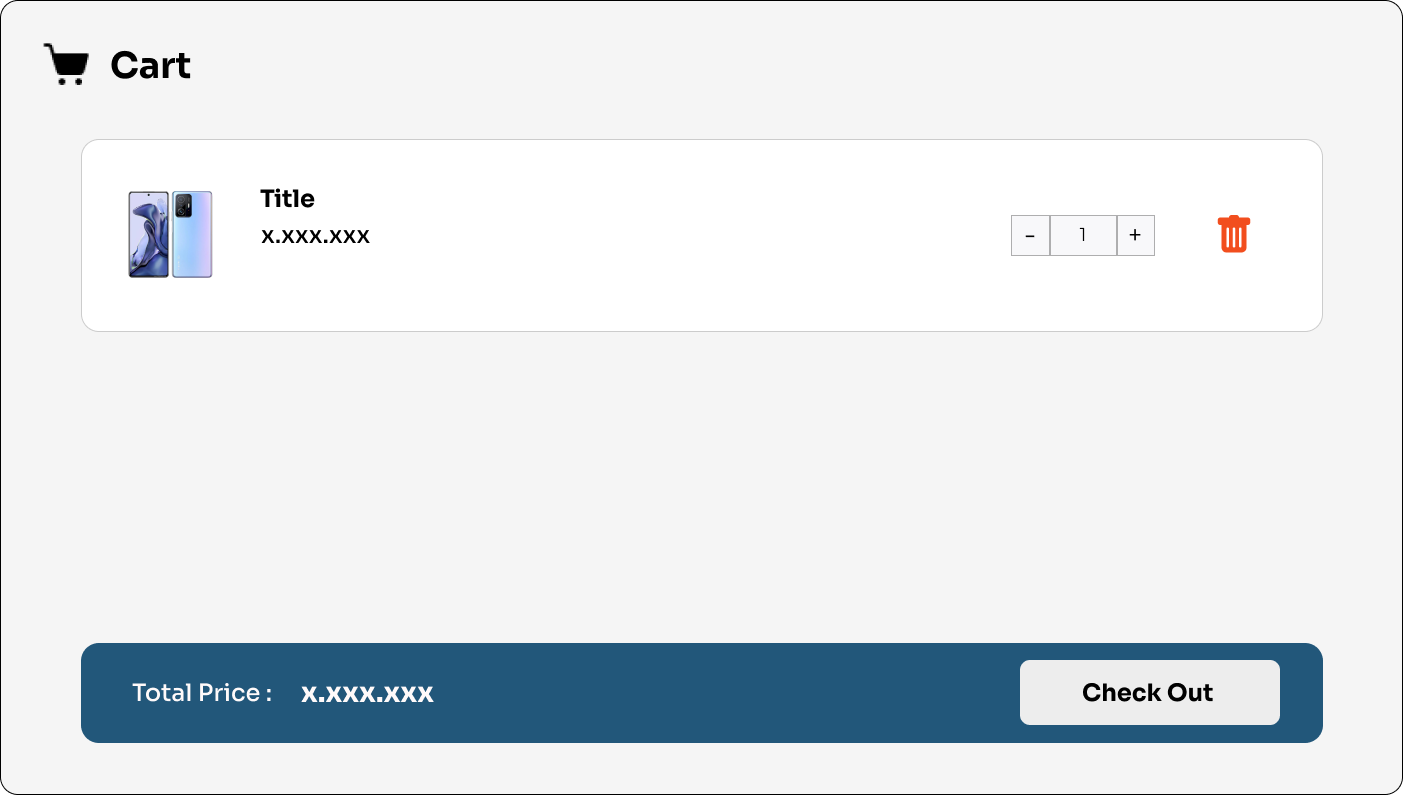 Cart
Title
x.xxx.xxx
- 1 +
Total Price : x.xxx.xxx
Check Out